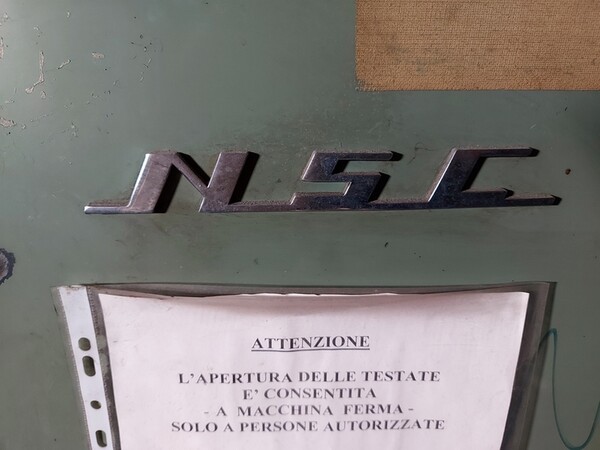 NSC
ATTENZIONE
L'APERTURA DELLE TESTATE
E' CONSENTITA
- A MACCHINA FERMA -
SOLO A PERSONE AUTORIZZATE